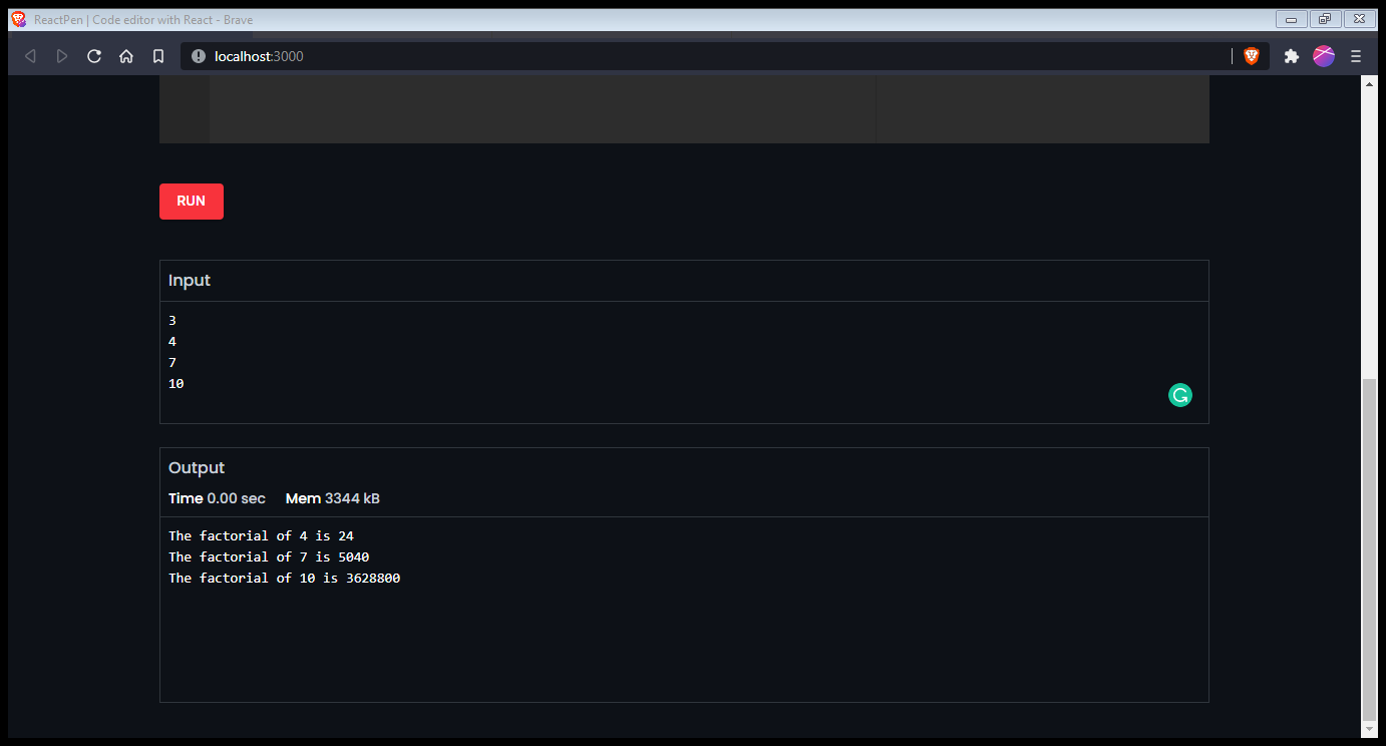 ReactPen | Code editor with React - Brave
localhost:3000
RUN
Input
3
4
7
10
Output
Time 0.00 sec Mem 3344 kB
The factorial of 4 is 24
The factorial of 7 is 5040
The factorial of 10 is 3628800